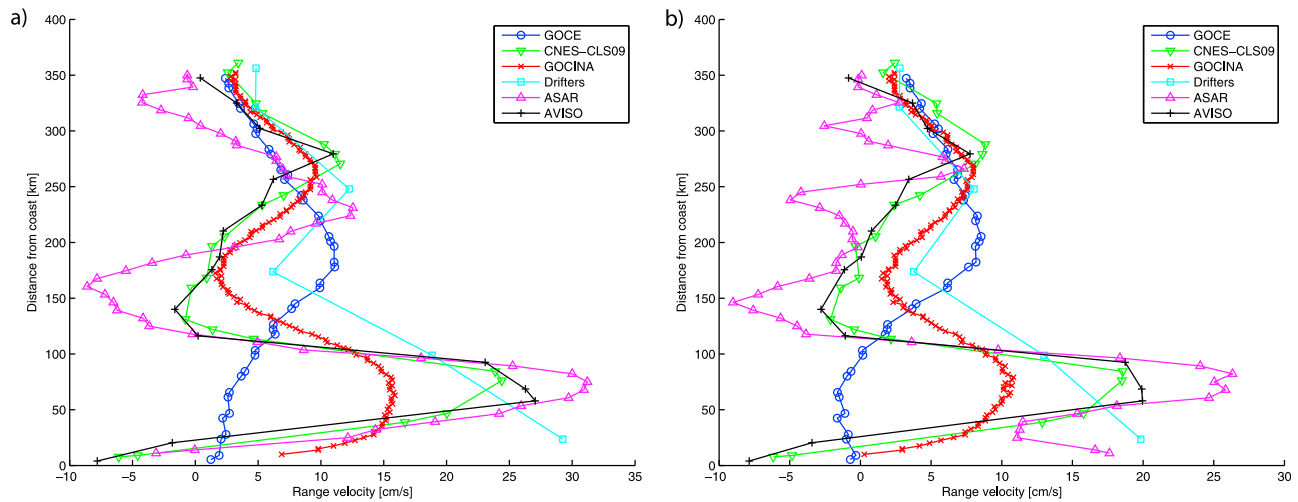 a)
400
350
300
250
200
150
100
50
0
Distance from coast [km]
−10
−5
0
5
10
15
20
25
30
35
Range velocity [cm/s]
GOCE
CNES−CLS09
GOCINA
Drifters
ASAR
AVISO
b)
400
350
300
250
200
150
100
50
0
Distance from coast [km]
−10
−5
0
5
10
15
20
25
30
Range velocity [cm/s]
GOCE
CNES−CLS09
GOCINA
Drifters
ASAR
AVISO